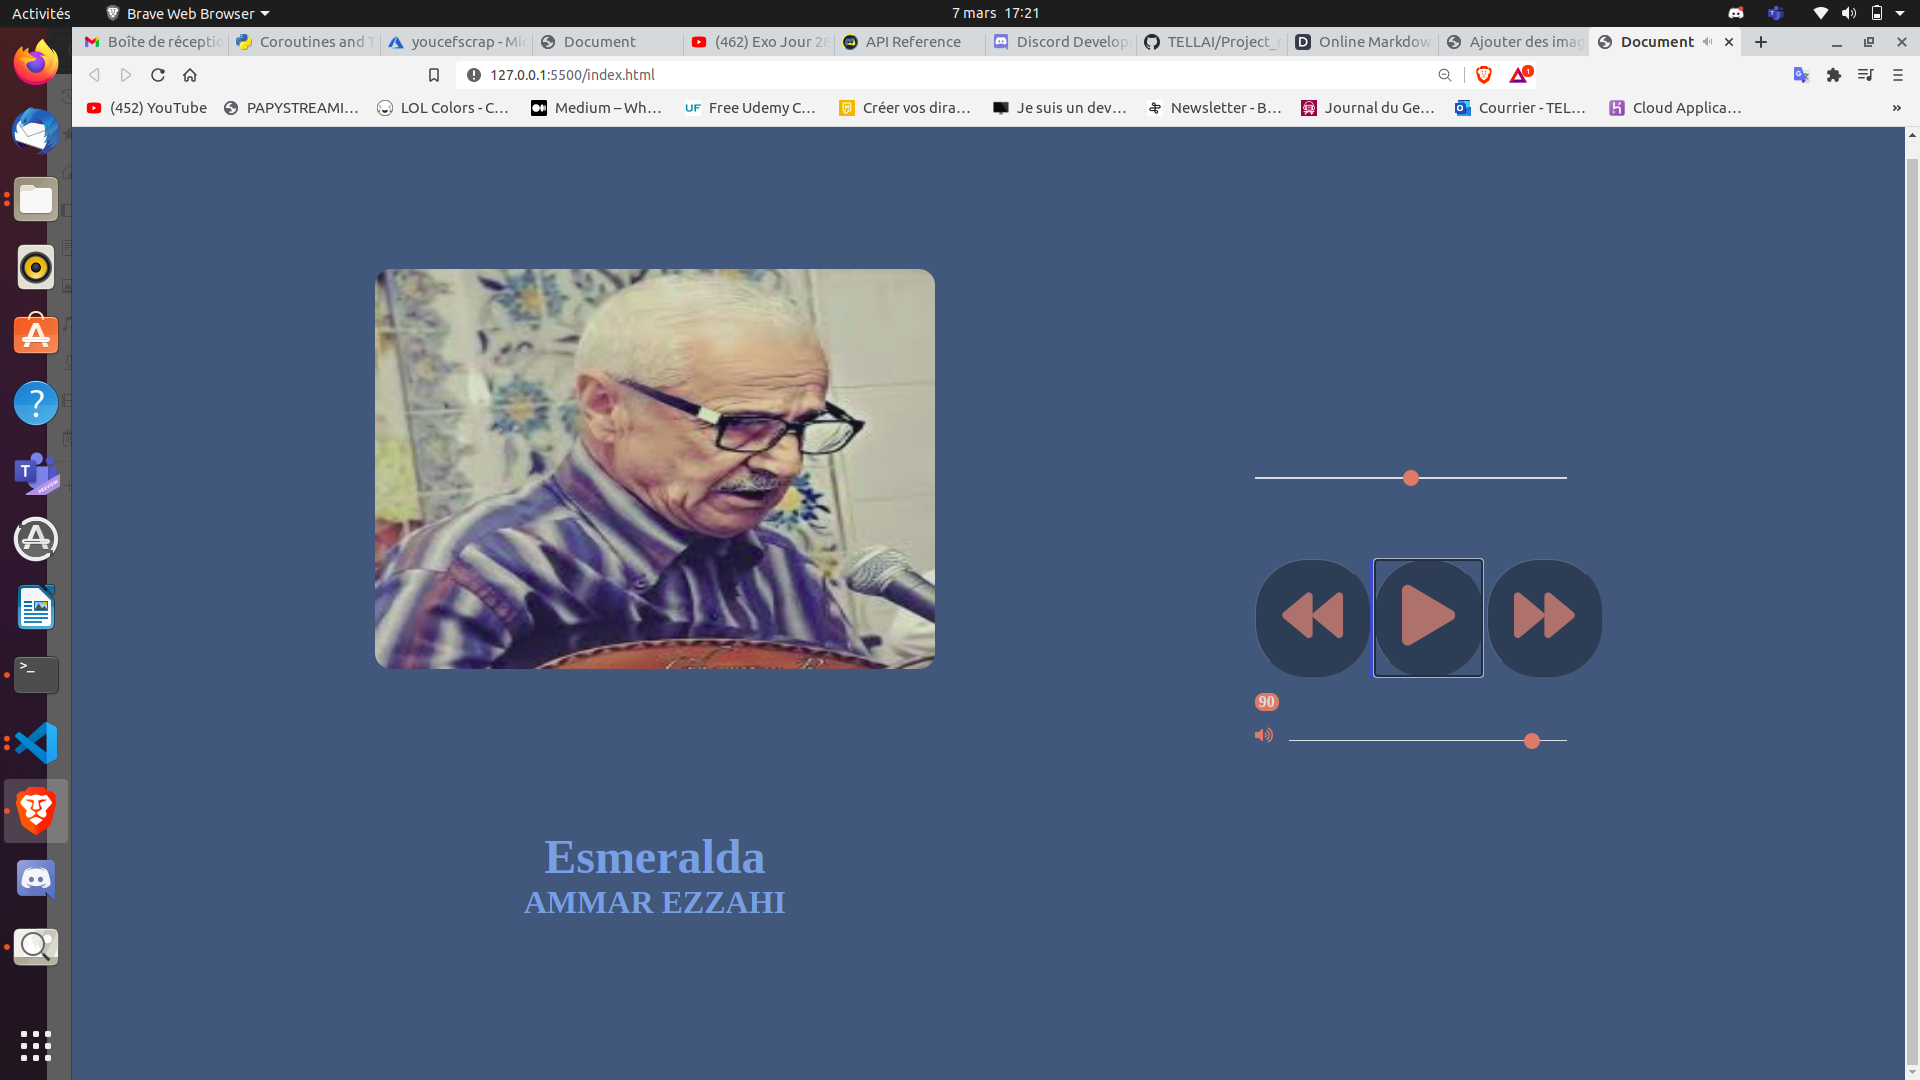 Activités
Brave Web Browser
7 mars 17:21
Boîte de réceptio
Coroutines and T
youcefscrap - Mic
Document
(462) Exo Jour 28
API Reference
Discord Develop
TELLAI/Project_
Online Markdow
Ajouter des imag
Document
127.0.0.1:5500/index.html
1
(452) YouTube
PAPYSTREAMI…
LOL Colors - C…
Medium – Wh…
UF Free Udemy C…
Créer vos dira…
Je suis un dev…
Newsletter - B…
Journal du Ge…
Courrier - TEL…
Cloud Applica…
»
90
Esmeralda
AMMAR EZZAHI